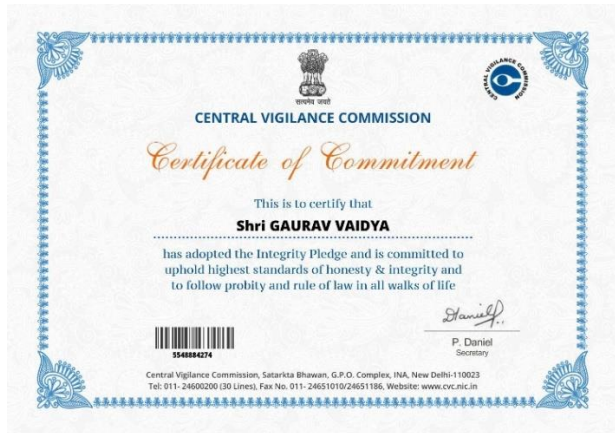 सत्यमेव जयते
CENTRAL VIGILANCE COMMISSION
CENTRAL VIGILANCE COMMISSION
Certificate of Commitment
This is to certify that
Shri GAURAV VAIDYA
has adopted the Integrity Pledge and is committed to
uphold highest standards of honesty & integrity and
to follow probity and rule of law in all walks of life
Daniel
P. Daniel
Secretary
5548884274
Central Vigilance Commission, Satarkta Bhawan, G.P.O. Complex, INA, New Delhi-110023
Tel: 011- 24600200 (30 Lines), Fax No. 011- 24651010/24651186, Website: www.cvc.nic.in